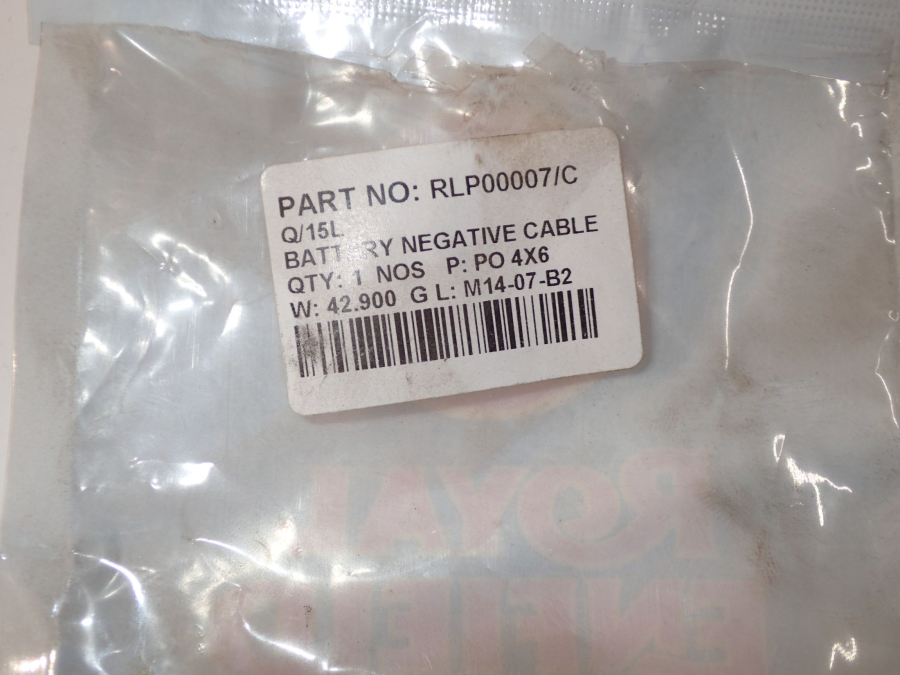 PART NO: RLP00007/C
Q/15L
BATTERY NEGATIVE CABLE
QTY: 1 NOS P: PO 4X6
W: 42.900 G L: M14-07-B2
ROYAL
ENFIELD